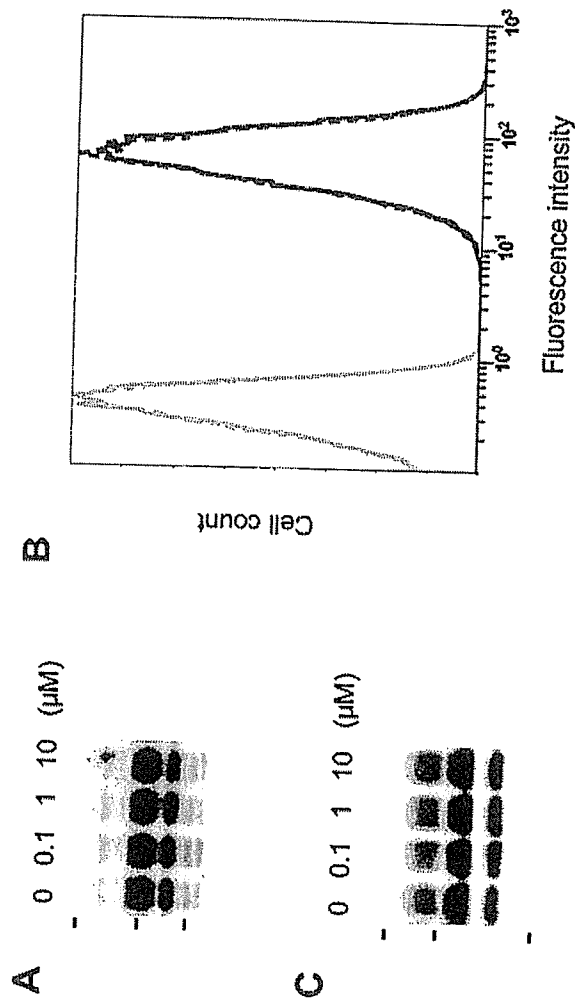 A
0 0.1 1 10 (µM)
B
Cell count
10⁰ 10¹ 10² 10³
Fluorescence intensity
C
0 0.1 1 10 (µM)